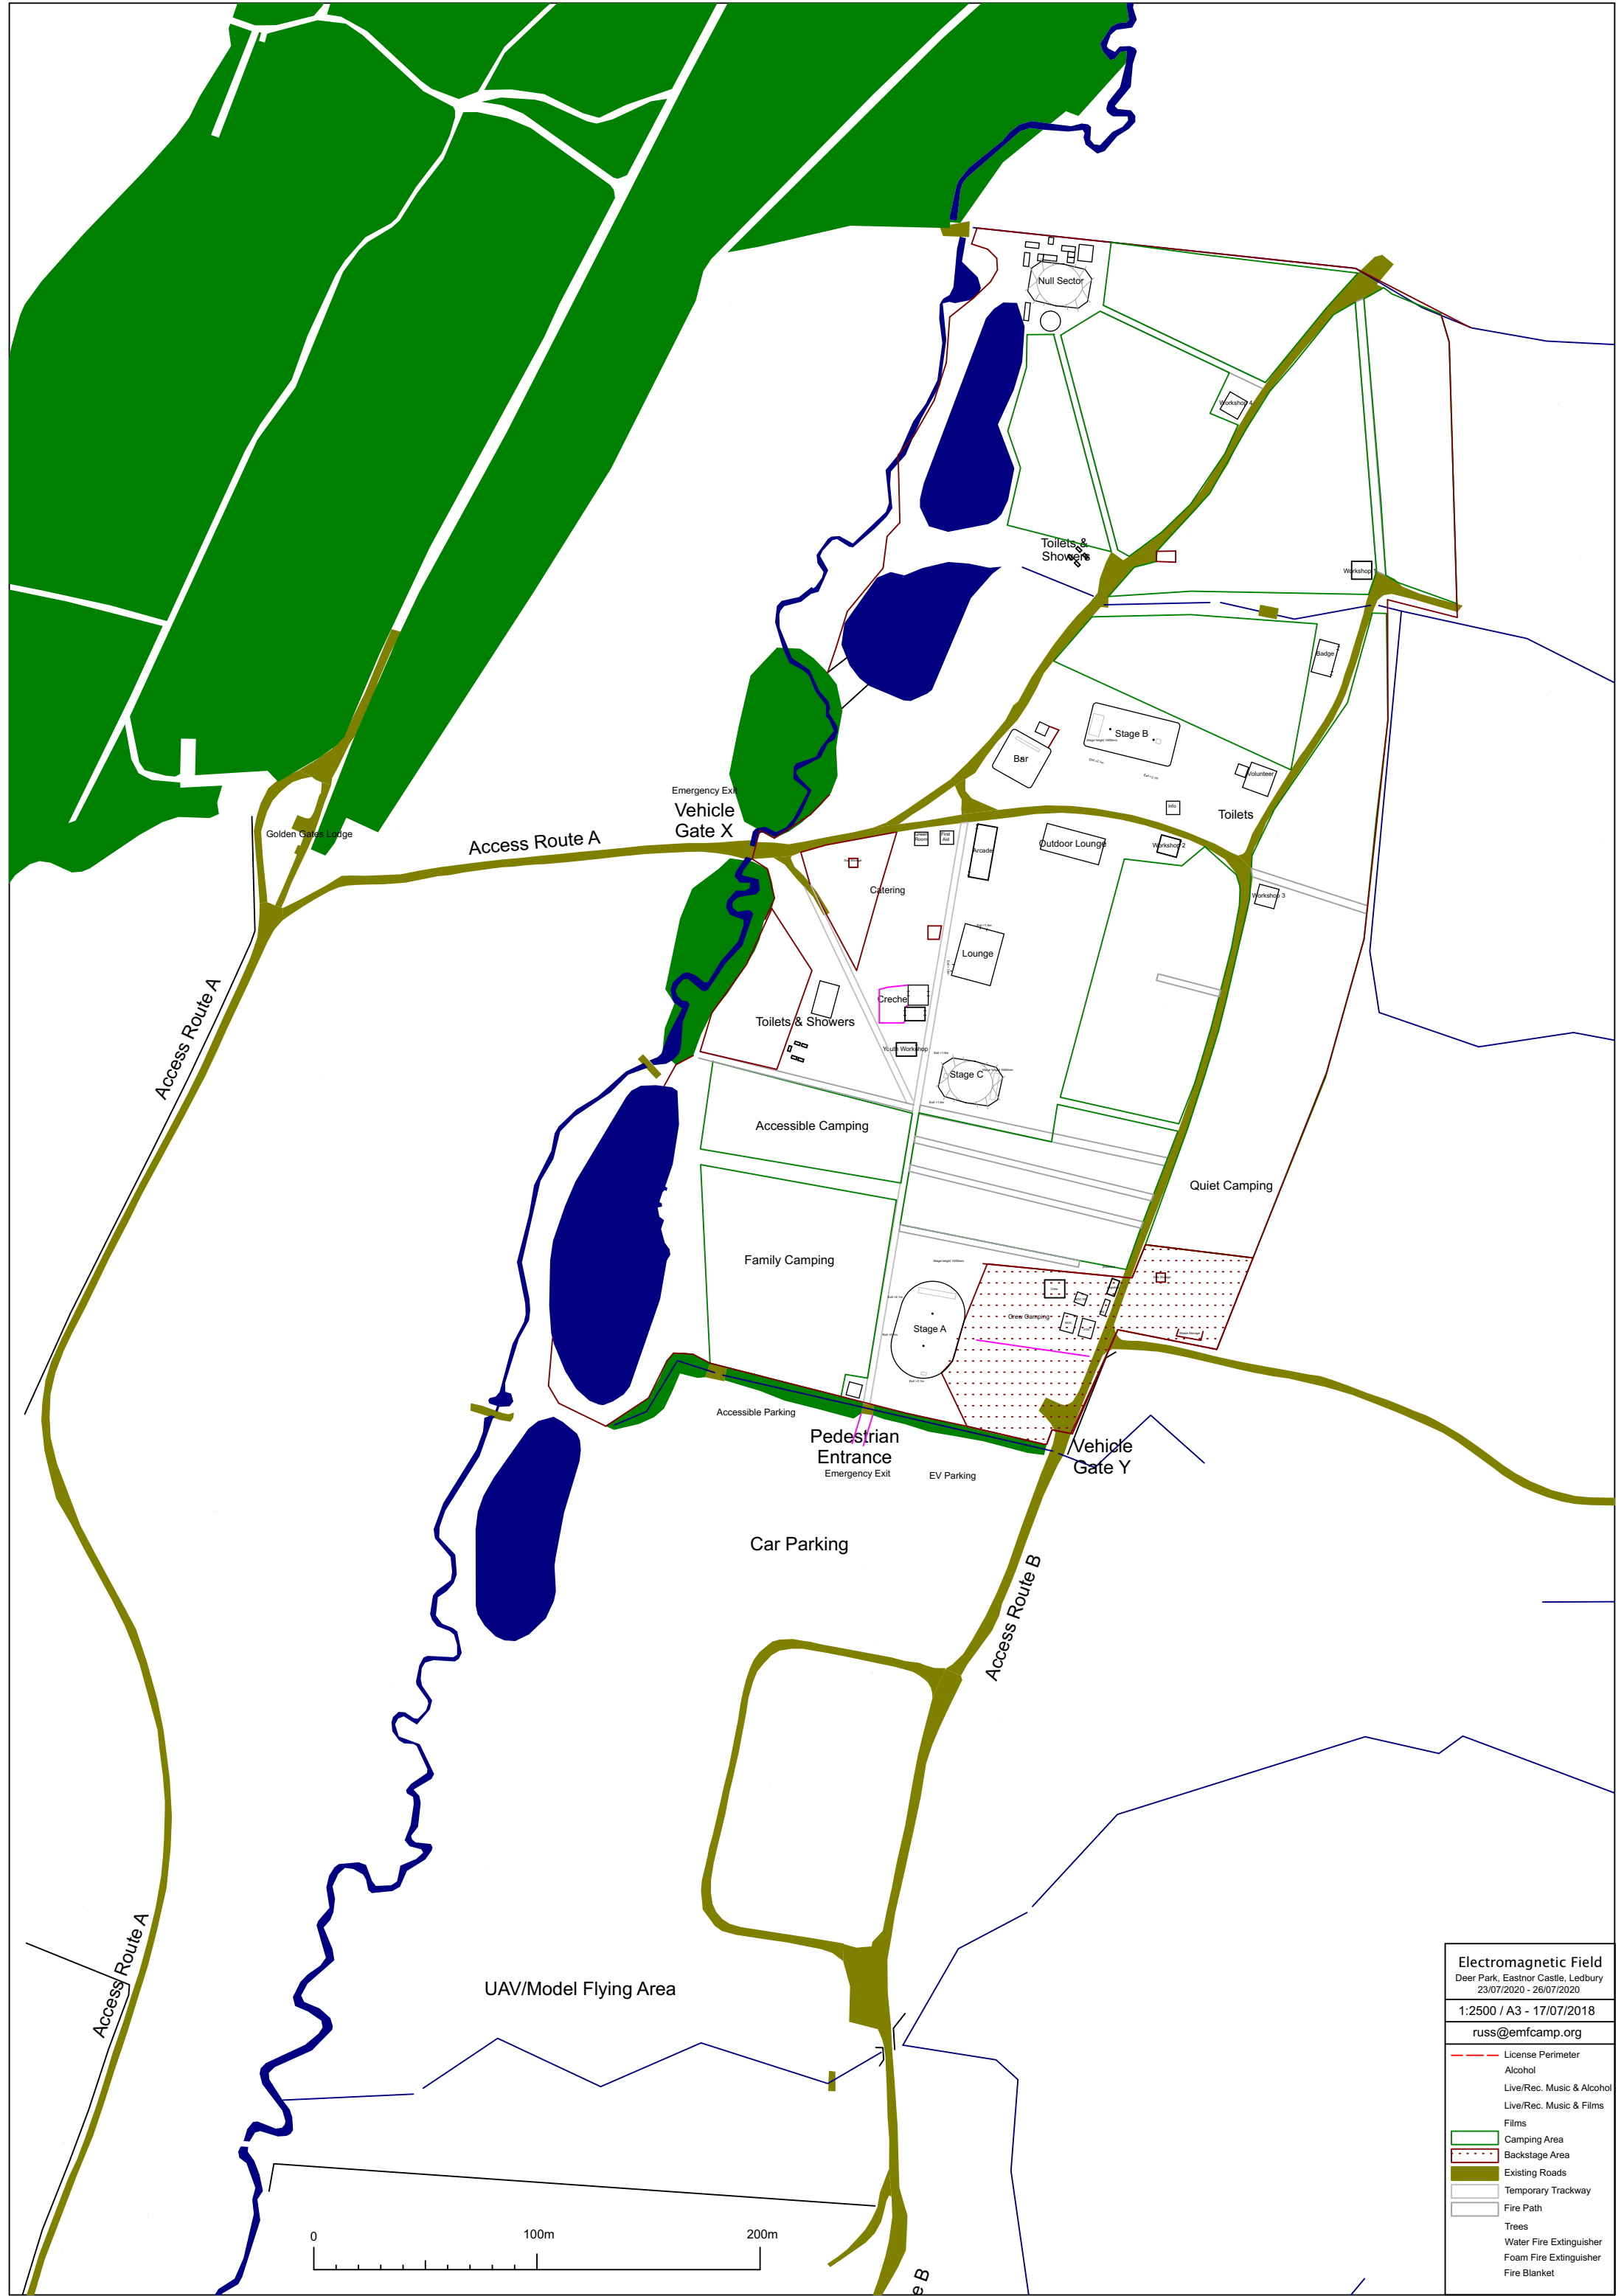 Null Sector
Workshop 4
Toilets &
Showers
Workshop 1
Badge
Stage B
Bar
Volunteer
Info
Toilets
Emergency Exit
Vehicle
Gate X
Golden Gates Lodge
Access Route A
First
Aid
Arcade
Outdoor Lounge
Workshop 2
Catering
Workshop 3
Lounge
Access Route A
Creche
Toilets & Showers
Youth Workshop
Stage C
Accessible Camping
Quiet Camping
Family Camping
Crew Camping
Stage A
Accessible Parking
Pedestrian
Entrance
Emergency Exit
EV Parking
Vehicle
Gate Y
Car Parking
Access Route B
Access Route A
UAV/Model Flying Area
0
100m
200m
e B
Electromagnetic Field
Deer Park, Eastnor Castle, Ledbury
23/07/2020 - 26/07/2020
1:2500 / A3 - 17/07/2018
russ@emfcamp.org
License Perimeter
Alcohol
Live/Rec. Music & Alcohol
Live/Rec. Music & Films
Films
Camping Area
Backstage Area
Existing Roads
Temporary Trackway
Fire Path
Trees
Water Fire Extinguisher
Foam Fire Extinguisher
Fire Blanket